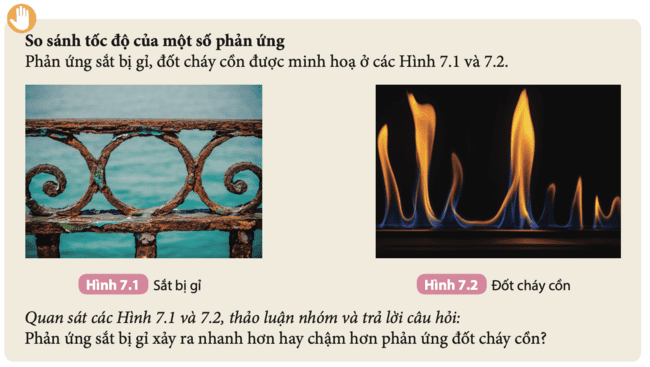 So sánh tốc độ của một số phản ứng
Phản ứng sắt bị gỉ, đốt cháy cồn được minh hoạ ở các Hình 7.1 và 7.2.
Hình 7.1 Sắt bị gỉ
Hình 7.2 Đốt cháy cồn
Quan sát các Hình 7.1 và 7.2, thảo luận nhóm và trả lời câu hỏi:
Phản ứng sắt bị gỉ xảy ra nhanh hơn hay chậm hơn phản ứng đốt cháy cồn?